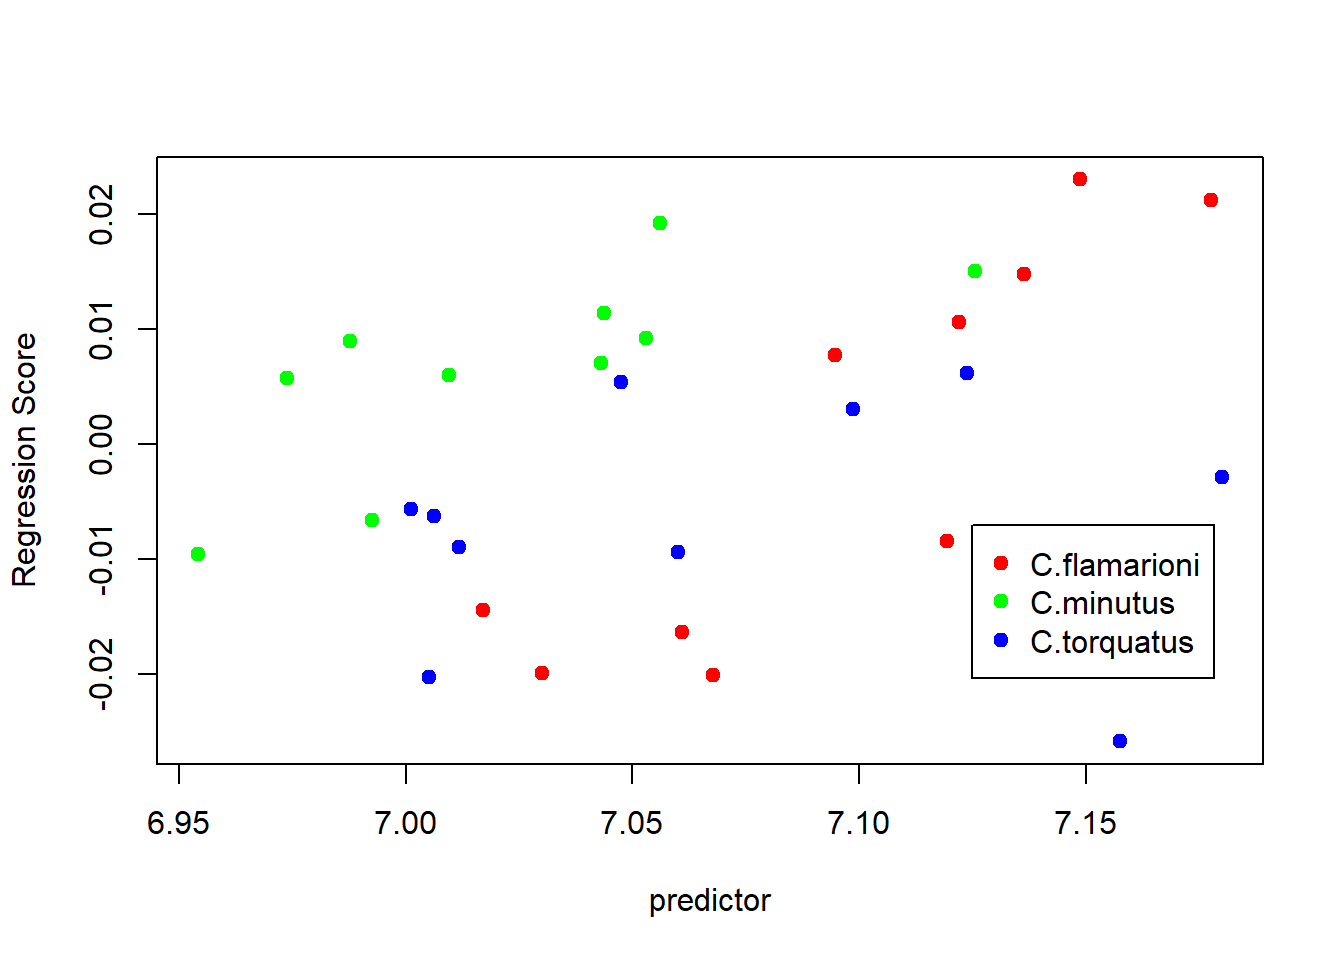 0.02
0.01
0.00
-0.01
-0.02
Regression Score
C.flamarioni
C.minutus
C.torquatus
6.95 7.00 7.05 7.10 7.15
predictor